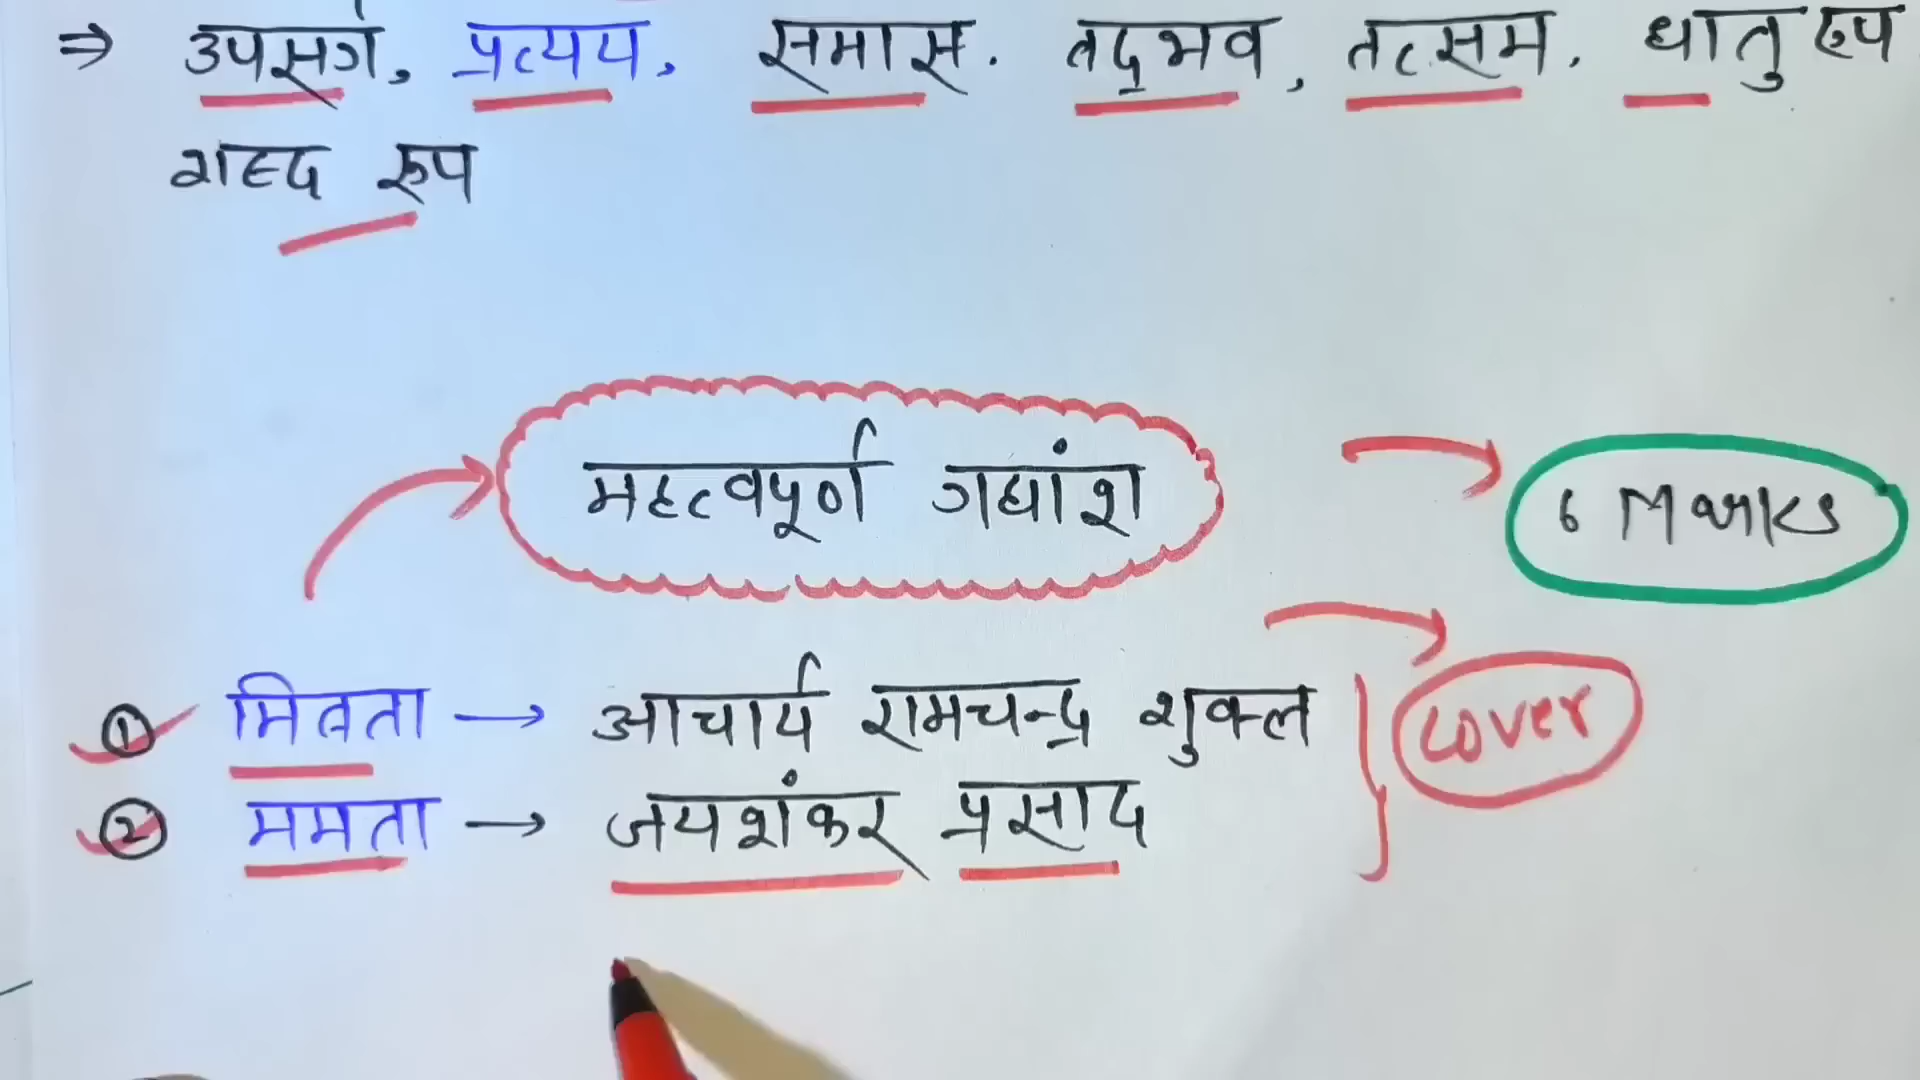 ⇒ उपसर्ग, प्रत्यय, समास. तद्भव, तत्सम, धातु रूप
शब्द रूप
महत्वपूर्ण गद्यांश
6 Marks
① मित्रता → आचार्य रामचन्द्र शुक्ल
cover
② ममता → जयशंकर प्रसाद